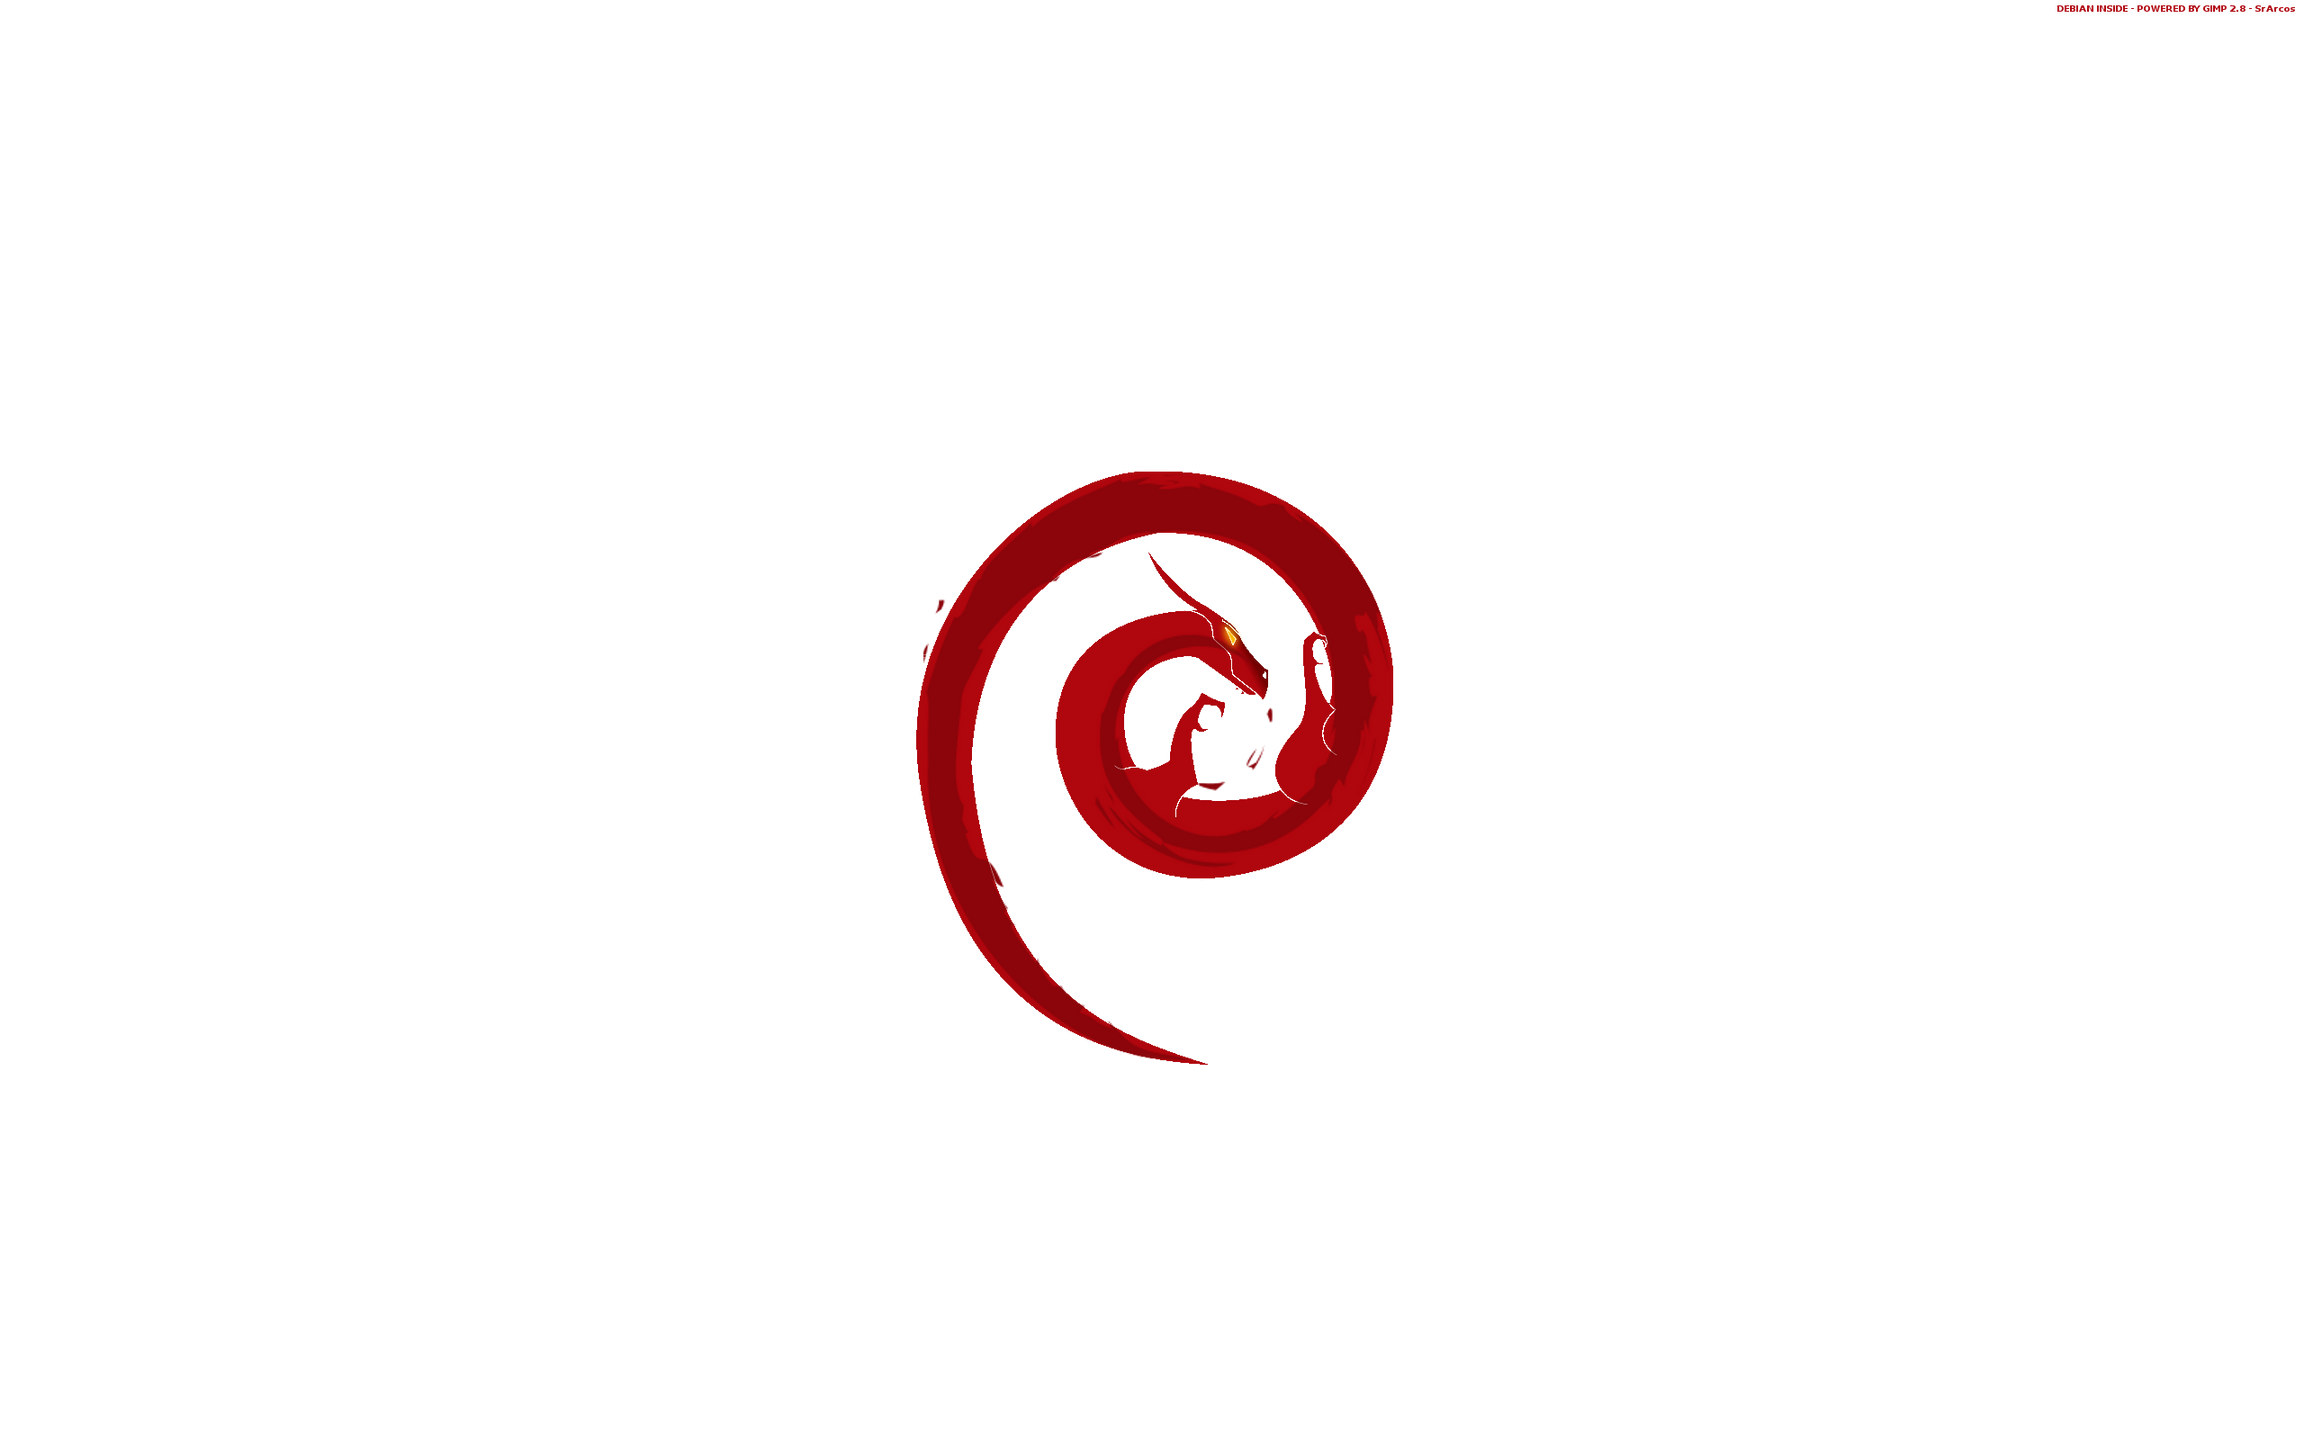 DEBIAN INSIDE - POWERED BY GIMP 2.8 - SrArcos